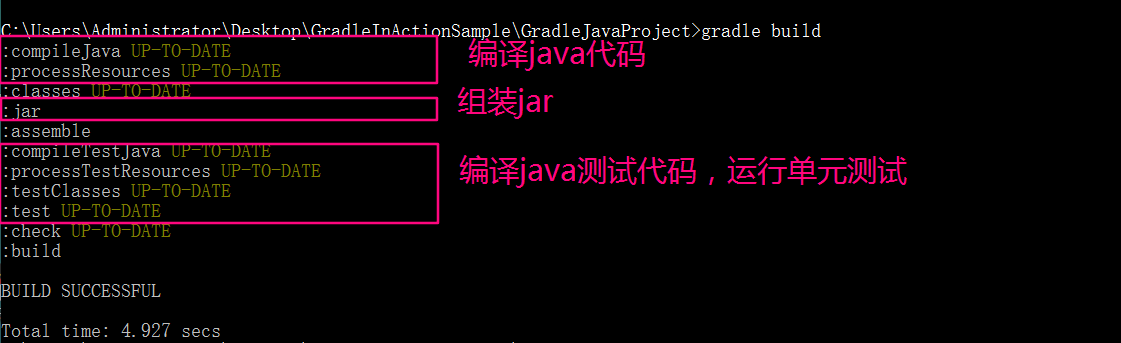 C:\Users\Administrator\Desktop\GradleInActionSample\GradleJavaProject>gradle build
:compileJava UP-TO-DATE
编译java代码
:processResources UP-TO-DATE
:classes UP-TO-DATE
组装jar
:jar
:assemble
:compileTestJava UP-TO-DATE
:processTestResources UP-TO-DATE
编译java测试代码，运行单元测试
:testClasses UP-TO-DATE
:test UP-TO-DATE
:check UP-TO-DATE
:build
BUILD SUCCESSFUL
Total time: 4.927 secs